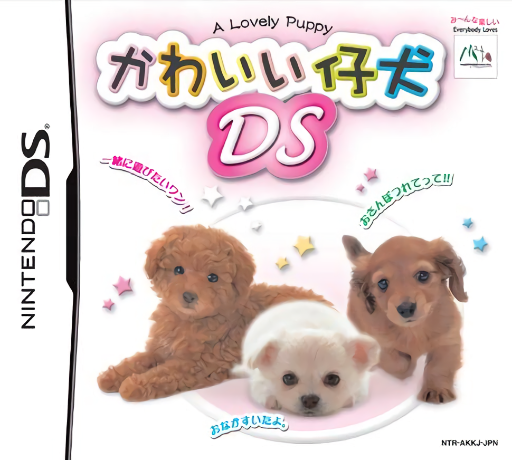 A Lovely Puppy
かわいい仔犬
DS
み〜んな楽しい
Everybody Loves
一緒に遊びたいワン!!
おさんぽつれてって!!
おなかすいたよ。
NINTENDO DS®
NTR-AKKJ-JPN